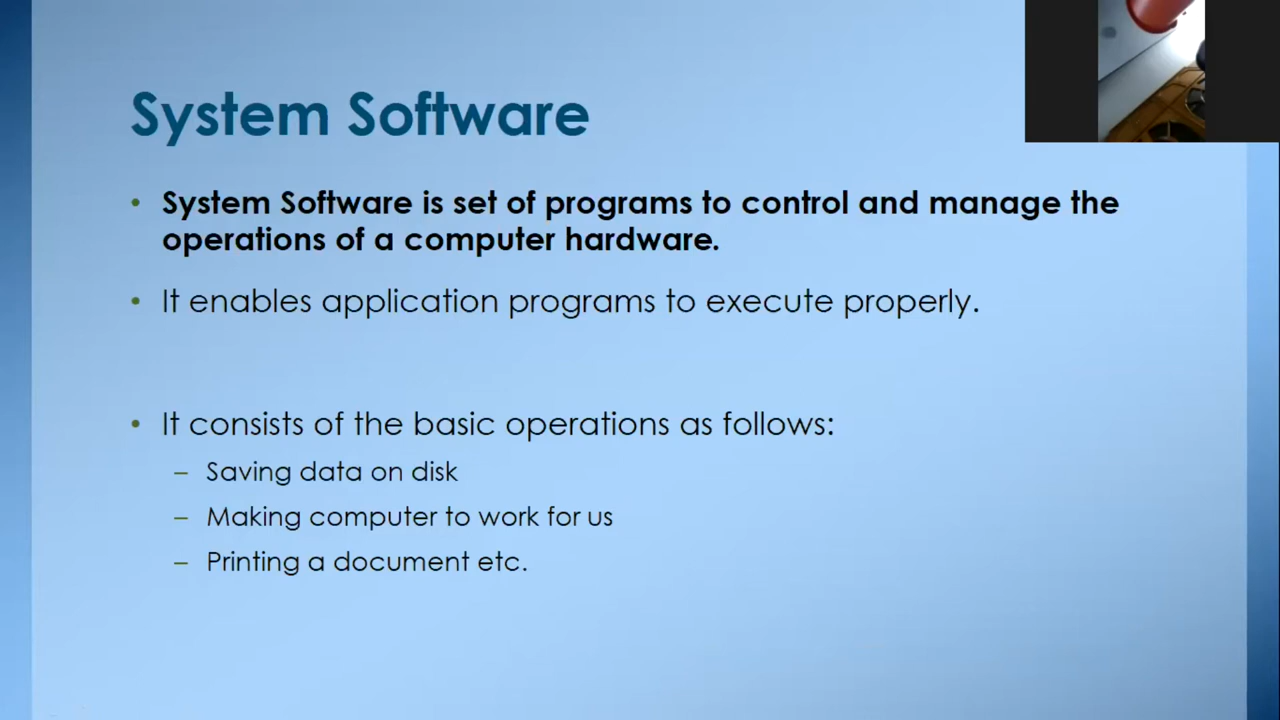 System Software
• System Software is set of programs to control and manage the
operations of a computer hardware.
• It enables application programs to execute properly.
• It consists of the basic operations as follows:
– Saving data on disk
– Making computer to work for us
– Printing a document etc.